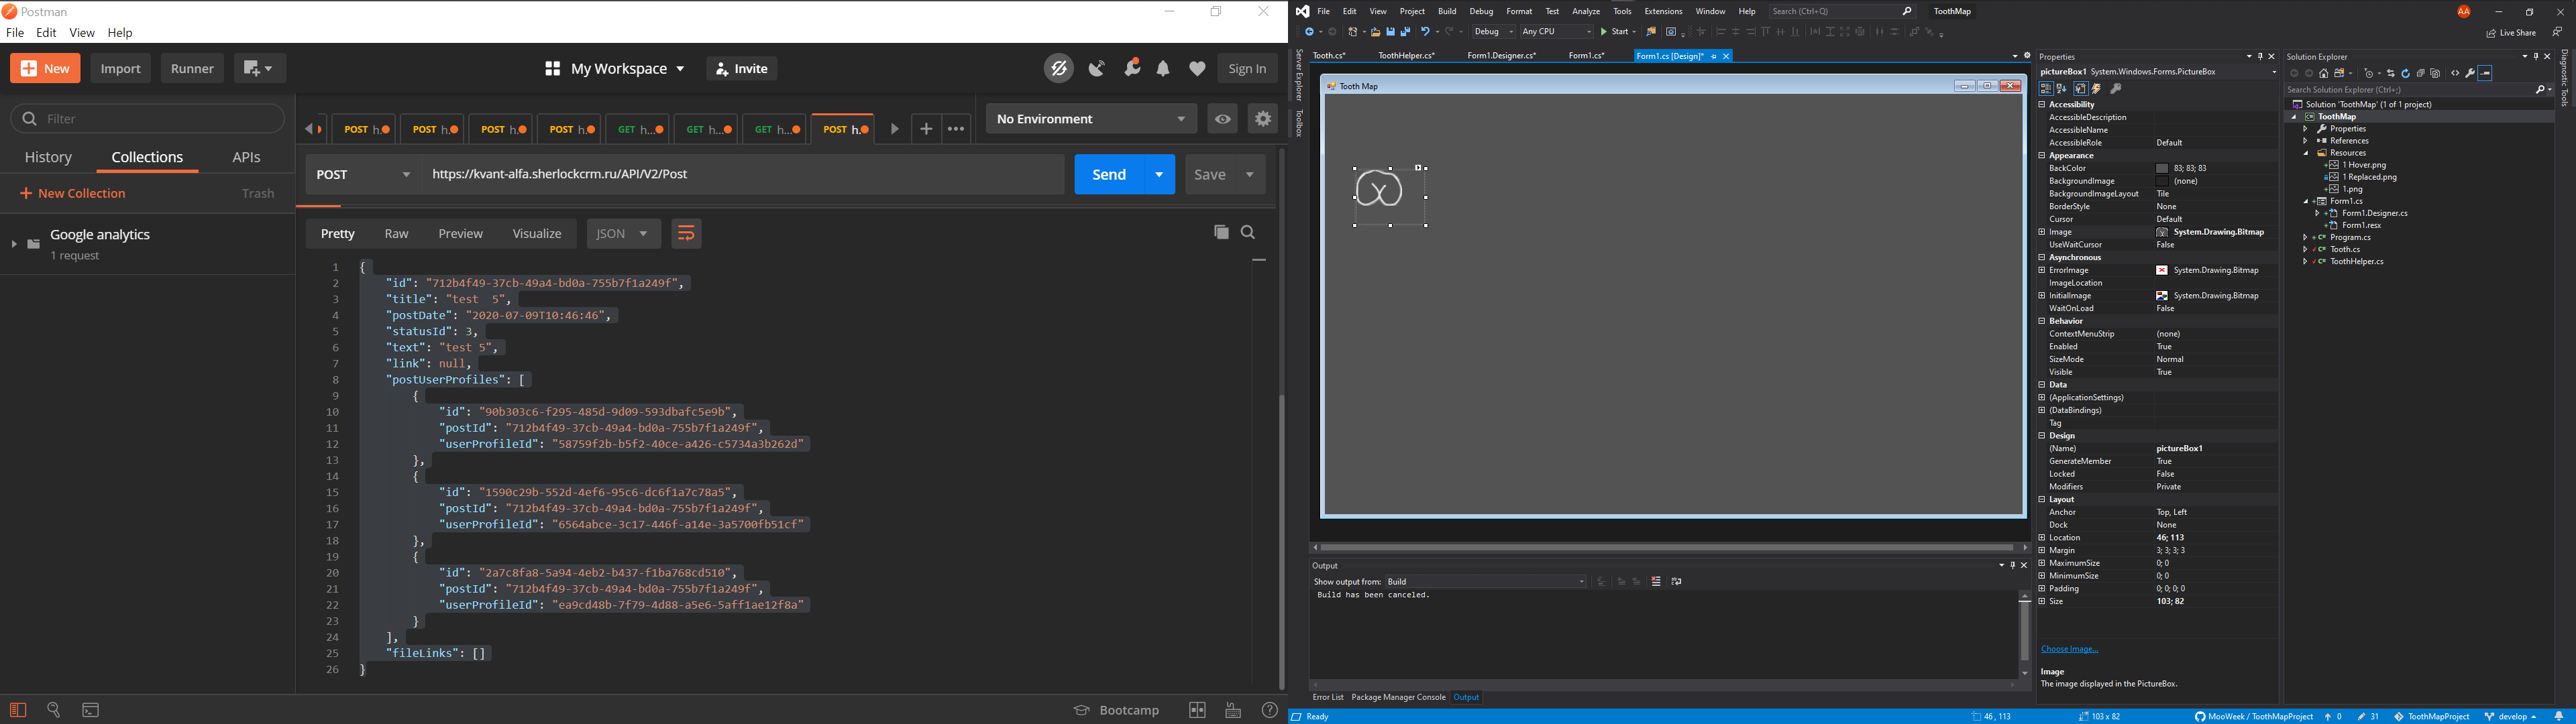 Postman
File Edit View Help
New Import Runner My Workspace Invite Sign In
Filter
History Collections APIs
New Collection Trash
Google analytics
1 request
POST h. POST h. POST h. POST h. GET h... GET h... GET h... POST h.
No Environment
POST https://kvant-alfa.sherlockcrm.ru/API/V2/Post Send Save
Pretty Raw Preview Visualize JSON
1 {
2 "id": "712b4f49-37cb-49a4-bd0a-755b7f1a249f",
3 "title": "test  5",
4 "postDate": "2020-07-09T10:46:46",
5 "statusId": 3,
6 "text": "test 5",
7 "link": null,
8 "postUserProfiles": [
9 {
10 "id": "90b303c6-f295-485d-9d09-593dbafc5e9b",
11 "postId": "712b4f49-37cb-49a4-bd0a-755b7f1a249f",
12 "userProfileId": "58759f2b-b5f2-40ce-a426-c5734a3b262d"
13 },
14 {
15 "id": "1590c29b-552d-4ef6-95c6-dc6f1a7c78a5",
16 "postId": "712b4f49-37cb-49a4-bd0a-755b7f1a249f",
17 "userProfileId": "6564abce-3c17-446f-a14e-3a5700fb51cf"
18 },
19 {
20 "id": "2a7c8fa8-5a94-4eb2-b437-f1ba768cd510",
21 "postId": "712b4f49-37cb-49a4-bd0a-755b7f1a249f",
22 "userProfileId": "ea9cd48b-7f79-4d88-a5e6-5aff1ae12f8a"
23 }
24 ],
25 "fileLinks": []
26 }
Bootcamp
File Edit View Project Build Debug Format Test Analyze Tools Extensions Window Help Search (Ctrl+Q) ToothMap AA
Debug Any CPU Start Live Share
Server Explorer
Toolbox
Tooth.cs* ToothHelper.cs* Form1.Designer.cs* Form1.cs* Form1.cs [Design]*
Tooth Map
Output
Show output from: Build
Build has been canceled.
Error List Package Manager Console Output
Properties
pictureBox1 System.Windows.Forms.PictureBox
Accessibility
AccessibleDescription
AccessibleName
AccessibleRole Default
Appearance
BackColor 83; 83; 83
BackgroundImage (none)
BackgroundImageLayout Tile
BorderStyle None
Cursor Default
Image System.Drawing.Bitmap
UseWaitCursor False
Asynchronous
ErrorImage System.Drawing.Bitmap
ImageLocation
InitialImage System.Drawing.Bitmap
WaitOnLoad False
Behavior
ContextMenuStrip (none)
Enabled True
SizeMode Normal
Visible True
Data
(ApplicationSettings)
(DataBindings)
Tag
Design
(Name) pictureBox1
GenerateMember True
Locked False
Modifiers Private
Layout
Anchor Top, Left
Dock None
Location 46; 113
Margin 3; 3; 3; 3
MaximumSize 0; 0
MinimumSize 0; 0
Padding 0; 0; 0; 0
Size 103; 82
Choose Image...
Image
The image displayed in the PictureBox.
Solution Explorer
Search Solution Explorer (Ctrl+;)
Solution 'ToothMap' (1 of 1 project)
ToothMap
Properties
References
Resources
1 Hover.png
1 Replaced.png
1.png
Form1.cs
Form1.Designer.cs
Form1.resx
Program.cs
Tooth.cs
ToothHelper.cs
Diagnostic Tools
Ready 46 , 113 103 x 82 MooWeek / ToothMapProject 0 31 ToothMapProject develop